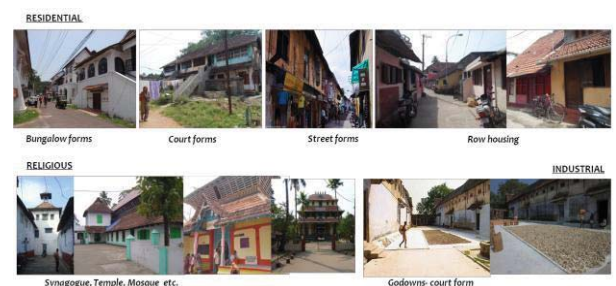 RESIDENTIAL
Bungalow forms
Court forms
Street forms
Row housing
RELIGIOUS
INDUSTRIAL
Synagogue, Temple, Mosque etc.
Godowns- court form